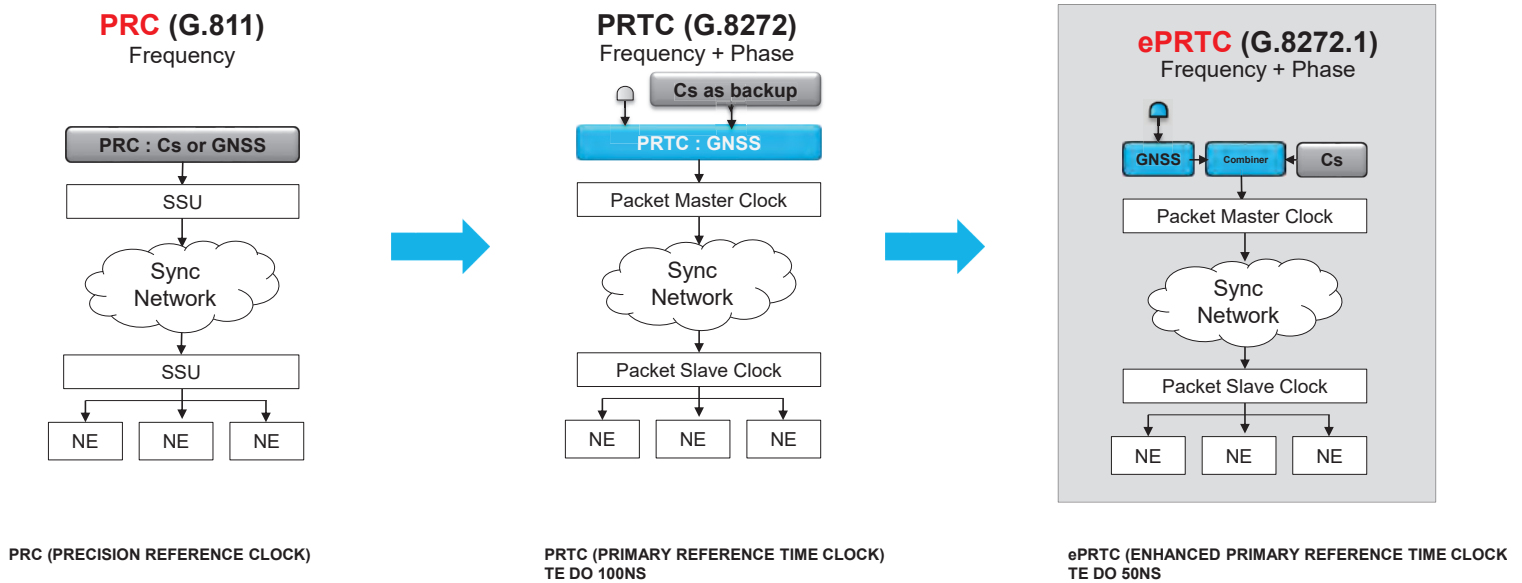 PRC (G.811)
Frequency
PRC : Cs or GNSS
SSU
Sync
Network
SSU
NE
NE
NE
PRC (PRECISION REFERENCE CLOCK)
PRTC (G.8272)
Frequency + Phase
Cs as backup
PRTC : GNSS
Packet Master Clock
Sync
Network
Packet Slave Clock
NE
NE
NE
PRTC (PRIMARY REFERENCE TIME CLOCK)
TE DO 100NS
ePRTC (G.8272.1)
Frequency + Phase
GNSS
Combiner
Cs
Packet Master Clock
Sync
Network
Packet Slave Clock
NE
NE
NE
ePRTC (ENHANCED PRIMARY REFERENCE TIME CLOCK
TE DO 50NS